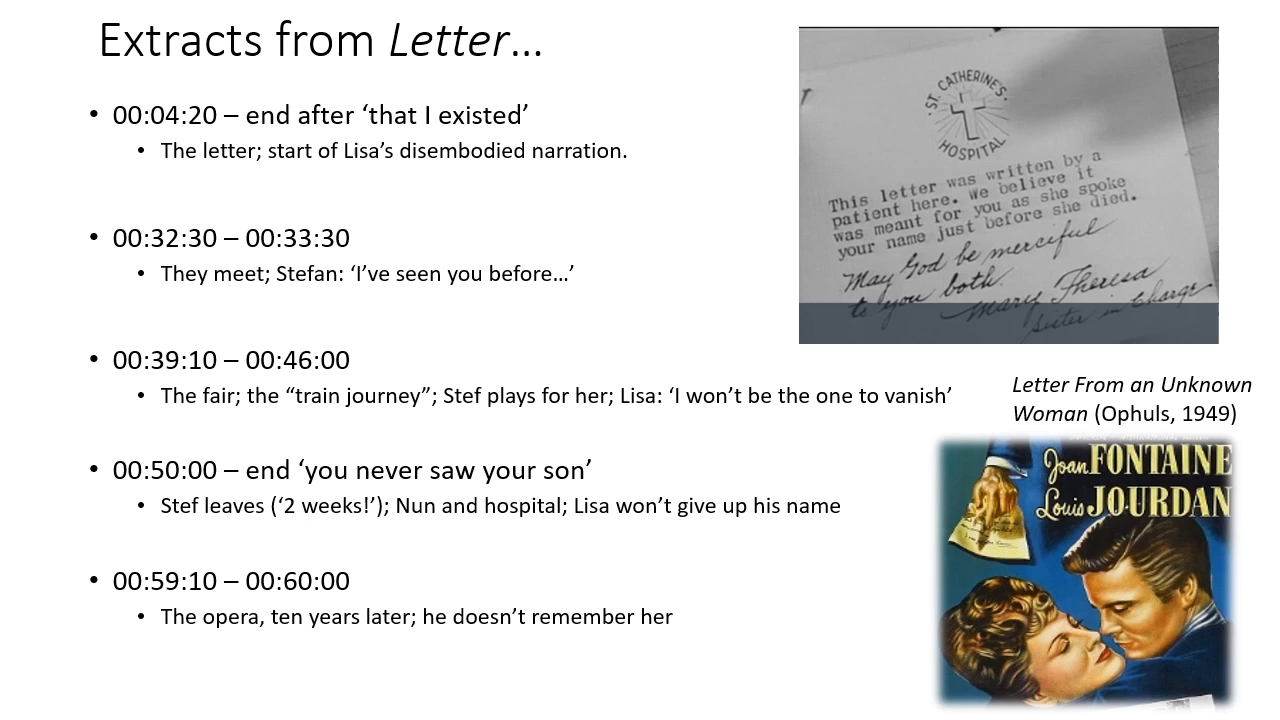 Extracts from Letter…
• 00:04:20 – end after ‘that I existed’
• The letter; start of Lisa’s disembodied narration.
• 00:32:30 – 00:33:30
• They meet; Stefan: ‘I’ve seen you before…’
• 00:39:10 – 00:46:00
• The fair; the “train journey”; Stef plays for her; Lisa: ‘I won’t be the one to vanish’
• 00:50:00 – end ‘you never saw your son’
• Stef leaves (‘2 weeks!’); Nun and hospital; Lisa won’t give up his name
• 00:59:10 – 00:60:00
• The opera, ten years later; he doesn’t remember her
ST. CATHERINE'S
HOSPITAL
This letter was written by a
patient here. We believe it
was meant for you as she spoke
your name just before she died.
May God be merciful
to you both.
Mary Theresa
Sister in Charge
Letter From an Unknown
Woman (Ophuls, 1949)
Joan FONTAINE
Louis JOURDAN